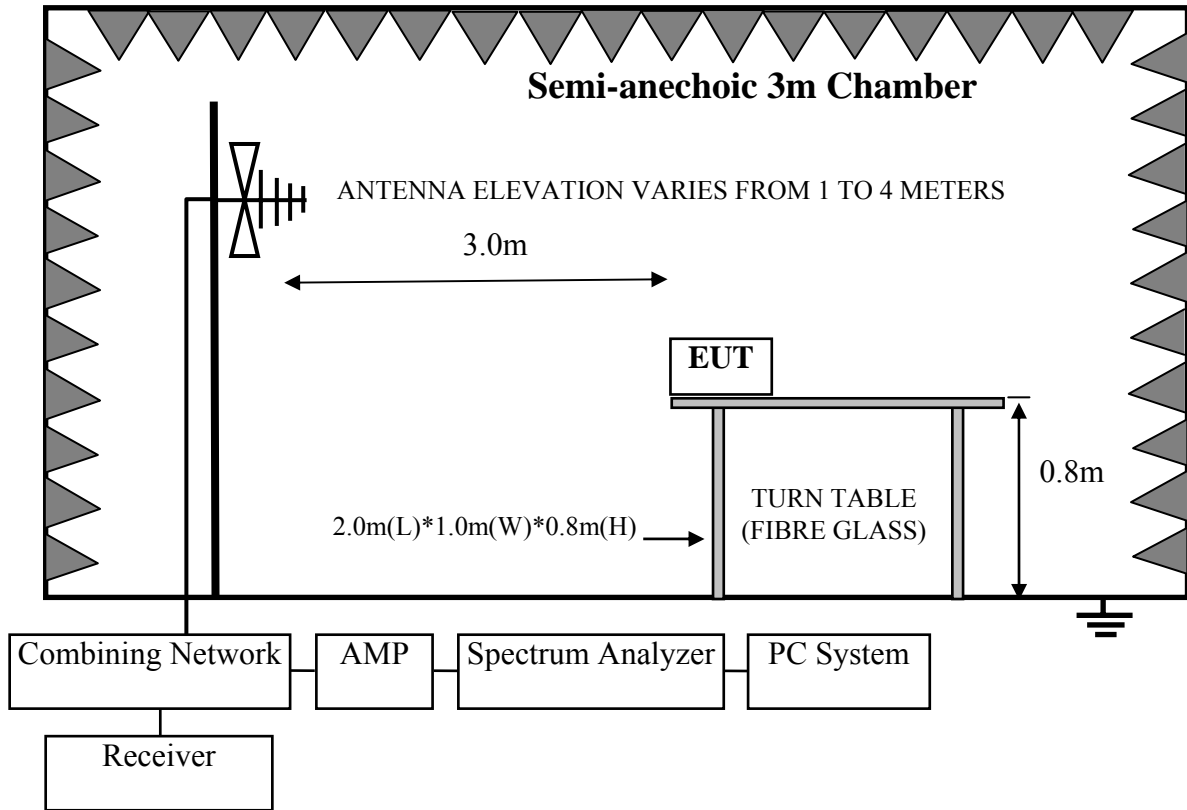 Semi-anechoic 3m Chamber
ANTENNA ELEVATION VARIES FROM 1 TO 4 METERS
3.0m
EUT
0.8m
TURN TABLE
(FIBRE GLASS)
2.0m(L)*1.0m(W)*0.8m(H)
Combining Network
AMP
Spectrum Analyzer
PC System
Receiver